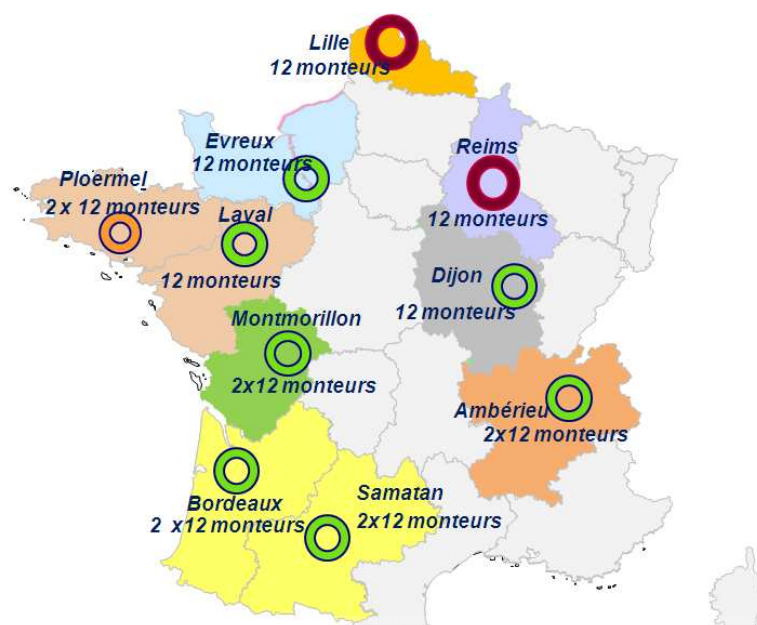 Lille
12 monteurs
Evreux
12 monteurs
Reims
12 monteurs
Ploermel
2 x 12 monteurs
Laval
12 monteurs
Dijon
12 monteurs
Montmorillon
2x12 monteurs
Ambérieu
2x12 monteurs
Bordeaux
2 x12 monteurs
Samatan
2x12 monteurs